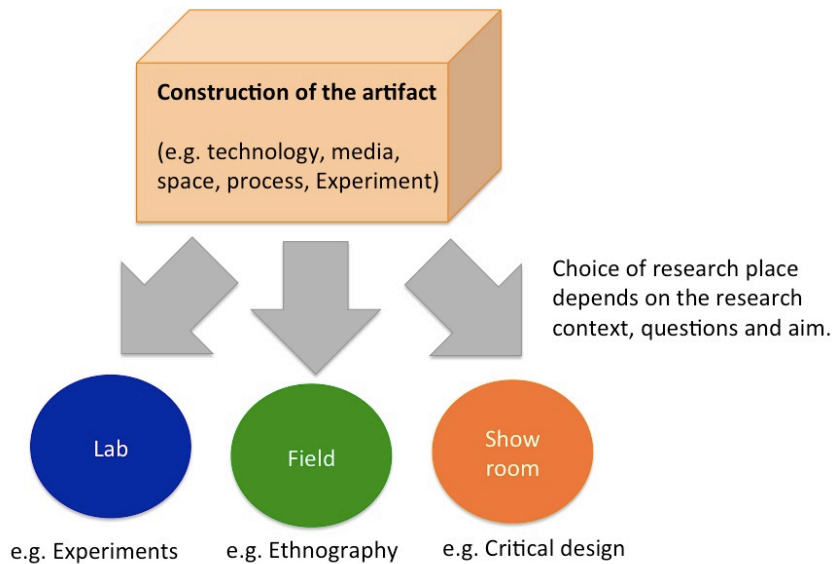 Construction of the artifact
(e.g. technology, media,
space, process, Experiment)
Choice of research place
depends on the research
context, questions and aim.
Lab
Field
Show
room
e.g. Experiments
e.g. Ethnography
e.g. Critical design